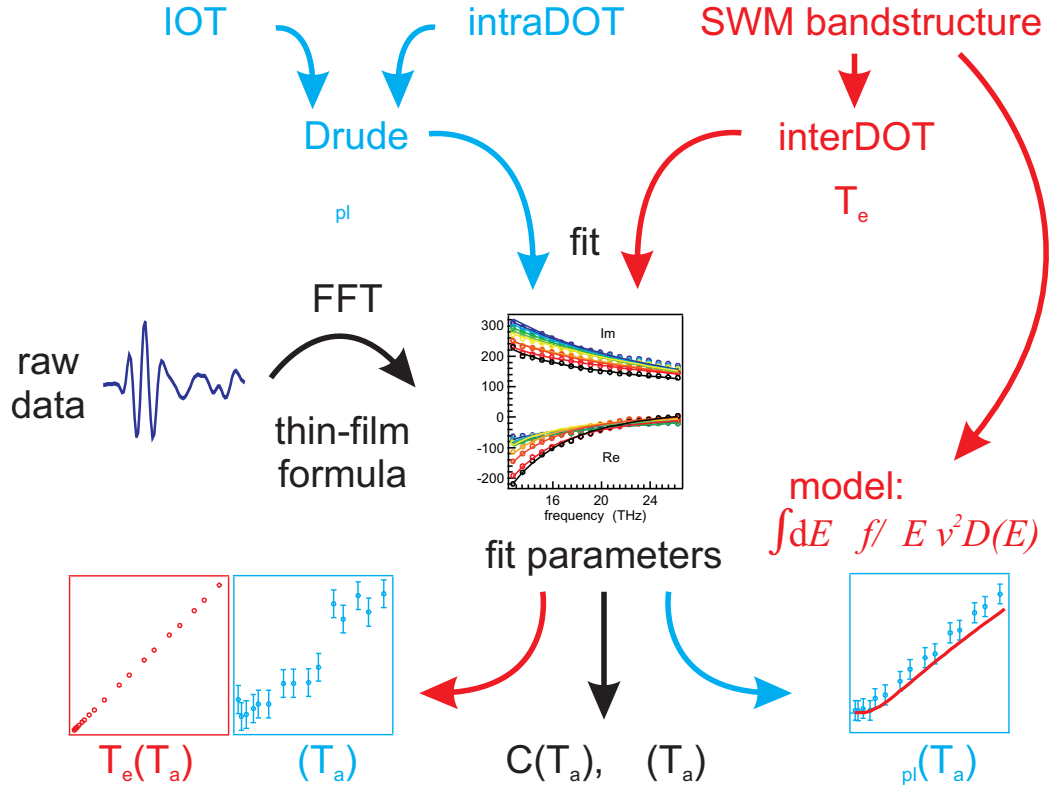 IOT intraDOT SWM bandstructure
Drude interDOT
pl T e
fit
FFT
raw
data
thin-film
formula
300
200
100
0
-100
-200
Im
Re
16 20 24
frequency (THz)
model:
∫dE f/ E v²D(E)
fit parameters
Te(Ta) (Ta) C(Ta), (Ta) pl(Ta)